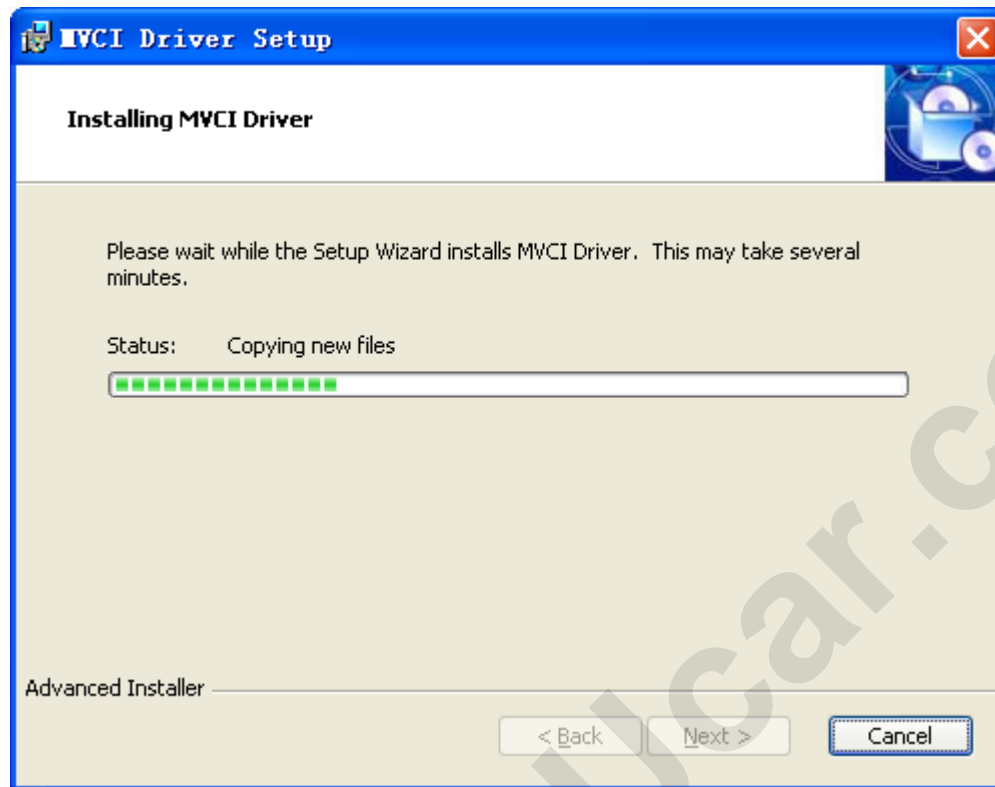 MVCI Driver Setup
Installing MVCI Driver
Please wait while the Setup Wizard installs MVCI Driver. This may take several
minutes.
Status: Copying new files
Advanced Installer
< Back Next > Cancel
ucar.c